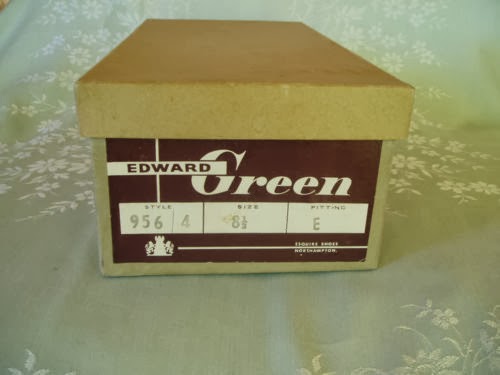 EDWARD Green
STYLE SIZE FITTING
956 4 8½ E
ESQUIRE SHOES
NORTHAMPTON.